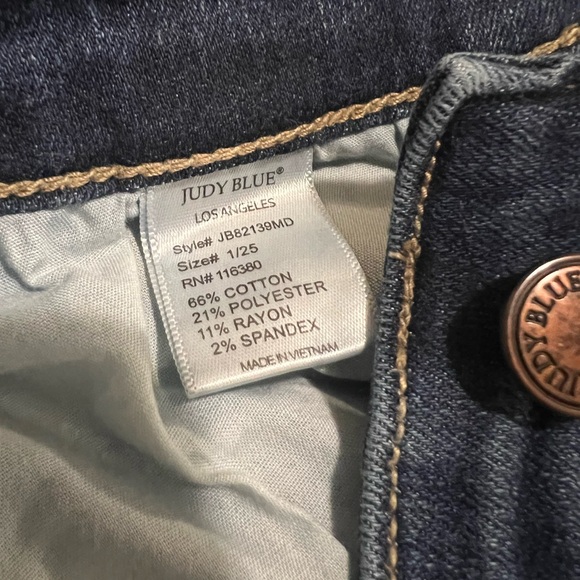 JUDY BLUE®
LOS ANGELES
Style# JB82139MD
Size# 1/25
RN# 116380
66% COTTON
21% POLYESTER
11% RAYON
2% SPANDEX
MADE IN VIETNAM
JUDY BLUE